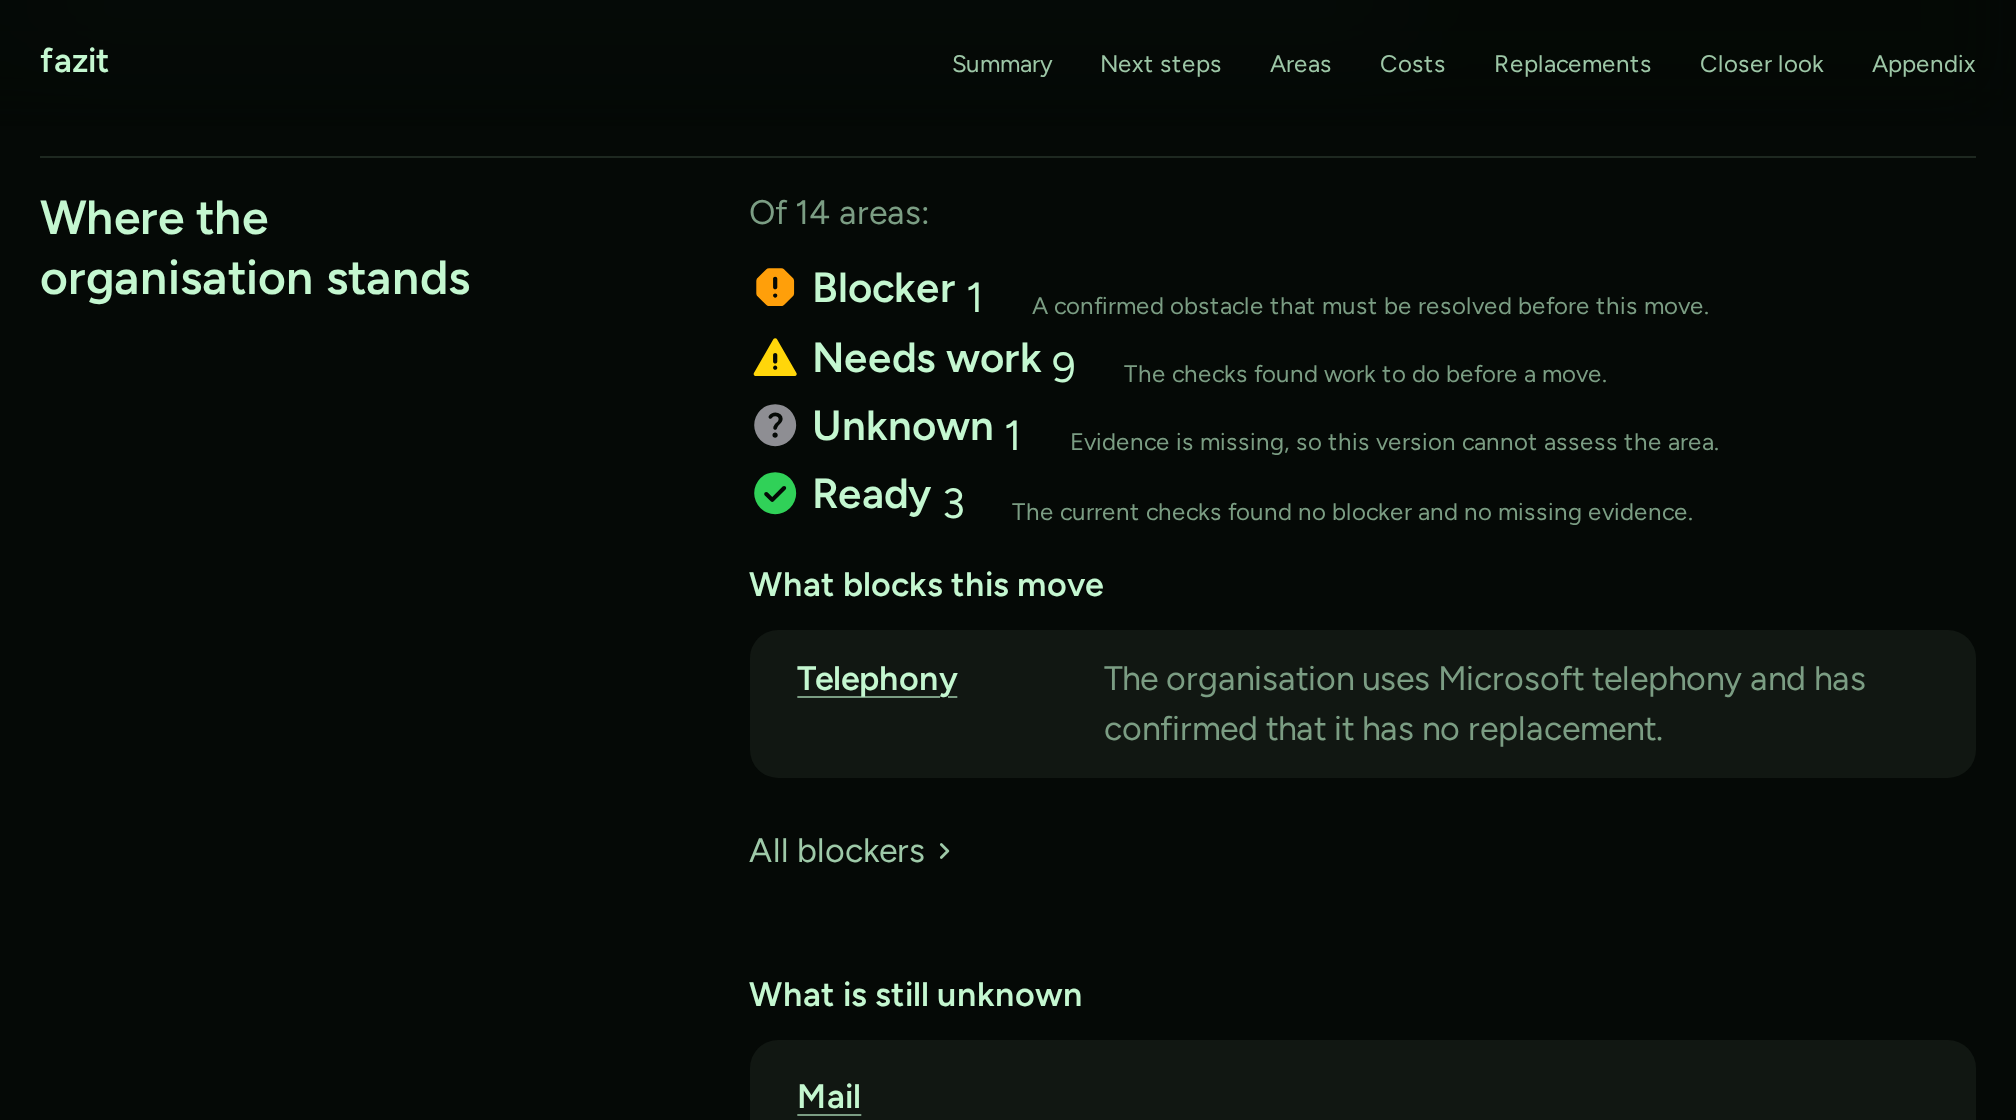 fazit
Summary Next steps Areas Costs Replacements Closer look Appendix
Where the
organisation stands
Of 14 areas:
Blocker 1 A confirmed obstacle that must be resolved before this move.
Needs work 9 The checks found work to do before a move.
Unknown 1 Evidence is missing, so this version cannot assess the area.
Ready 3 The current checks found no blocker and no missing evidence.
What blocks this move
Telephony The organisation uses Microsoft telephony and has
confirmed that it has no replacement.
All blockers
What is still unknown
Mail